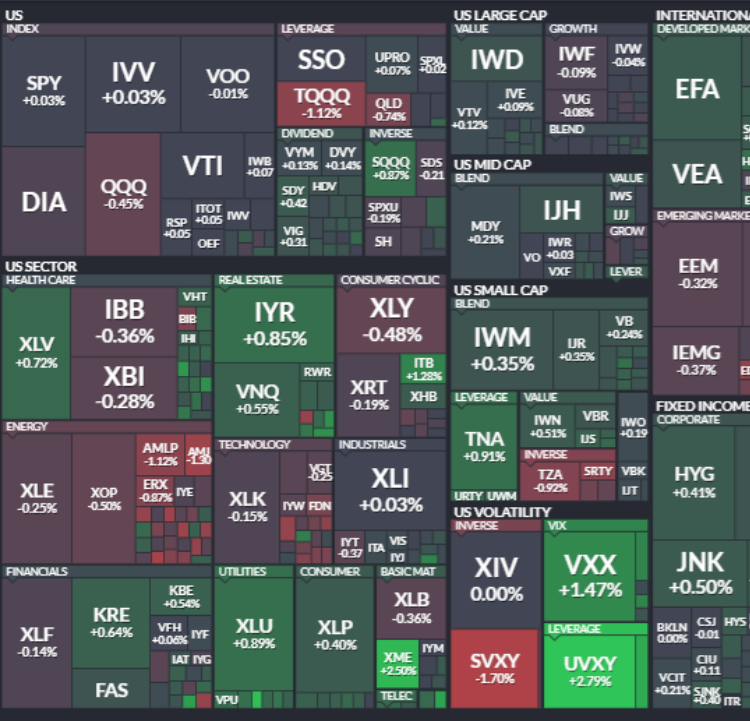 US
INDEX
SPY
+0.03%
IVV
+0.03%
VOO
-0.01%
DIA
QQQ
-0.45%
VTI
IWB
+0.07
RSP
+0.05
ITOT
+0.05
IWV
OEF
LEVERAGE
SSO
UPRO
+0.07%
SPXL
+0.02
TQQQ
-1.12%
QLD
-0.74%
DIVIDEND
VYM
+0.13%
DVY
+0.14%
SDY
+0.42
HDV
VIG
+0.31
INVERSE
SQQQ
+0.87%
SDS
-0.21
SPXU
-0.19%
SH
US SECTOR
HEALTH CARE
XLV
+0.72%
IBB
-0.36%
XBI
-0.28%
VHT
BIB
IHI
REAL ESTATE
IYR
+0.85%
VNQ
+0.55%
RWR
CONSUMER CYCLIC
XLY
-0.48%
XRT
-0.19%
ITB
+1.28%
XHB
ENERGY
XLE
-0.25%
XOP
-0.50%
AMLP
-1.12%
AMJ
-1.30
ERX
-0.87%
IYE
TECHNOLOGY
XLK
-0.15%
VGT
-0.25
IYW
FDN
INDUSTRIALS
XLI
+0.03%
IYT
-0.37
ITA
VIS
IYJ
FINANCIALS
XLF
-0.14%
KRE
+0.64%
FAS
KBE
+0.54%
VFH
+0.06%
IYF
IAT
IYG
UTILITIES
XLU
+0.89%
VPU
CONSUMER
XLP
+0.40%
BASIC MAT
XLB
-0.36%
XME
+2.50%
IYM
TELEC
US LARGE CAP
VALUE
IWD
VTV
+0.12%
IVE
+0.09%
GROWTH
IWF
-0.09%
IVW
-0.04%
VUG
-0.08%
BLEND
US MID CAP
BLEND
MDY
+0.21%
IJH
VO
IWR
+0.03
VXF
VALUE
IWS
IJJ
GROW
LEVER
US SMALL CAP
BLEND
IWM
+0.35%
IJR
+0.35%
VB
+0.24%
LEVERAGE
TNA
+0.91%
URTY
UWM
VALUE
IWN
+0.51%
VBR
IJS
INVERSE
TZA
-0.92%
SRTY
IWO
+0.19
VBK
IJT
US VOLATILITY
INVERSE
XIV
0.00%
SVXY
-1.70%
VIX
VXX
+1.47%
LEVERAGE
UVXY
+2.79%
INTERNATIONA
DEVELOPED MARK
EFA
VEA
EMERGING MARKE
EEM
-0.32%
IEMG
-0.37%
FIXED INCOME
CORPORATE
HYG
+0.41%
JNK
+0.50%
BKLN
0.00%
CSJ
-0.01
HYS
VCIT
+0.21%
CIU
+0.11
SJNK
+0.40
ITR